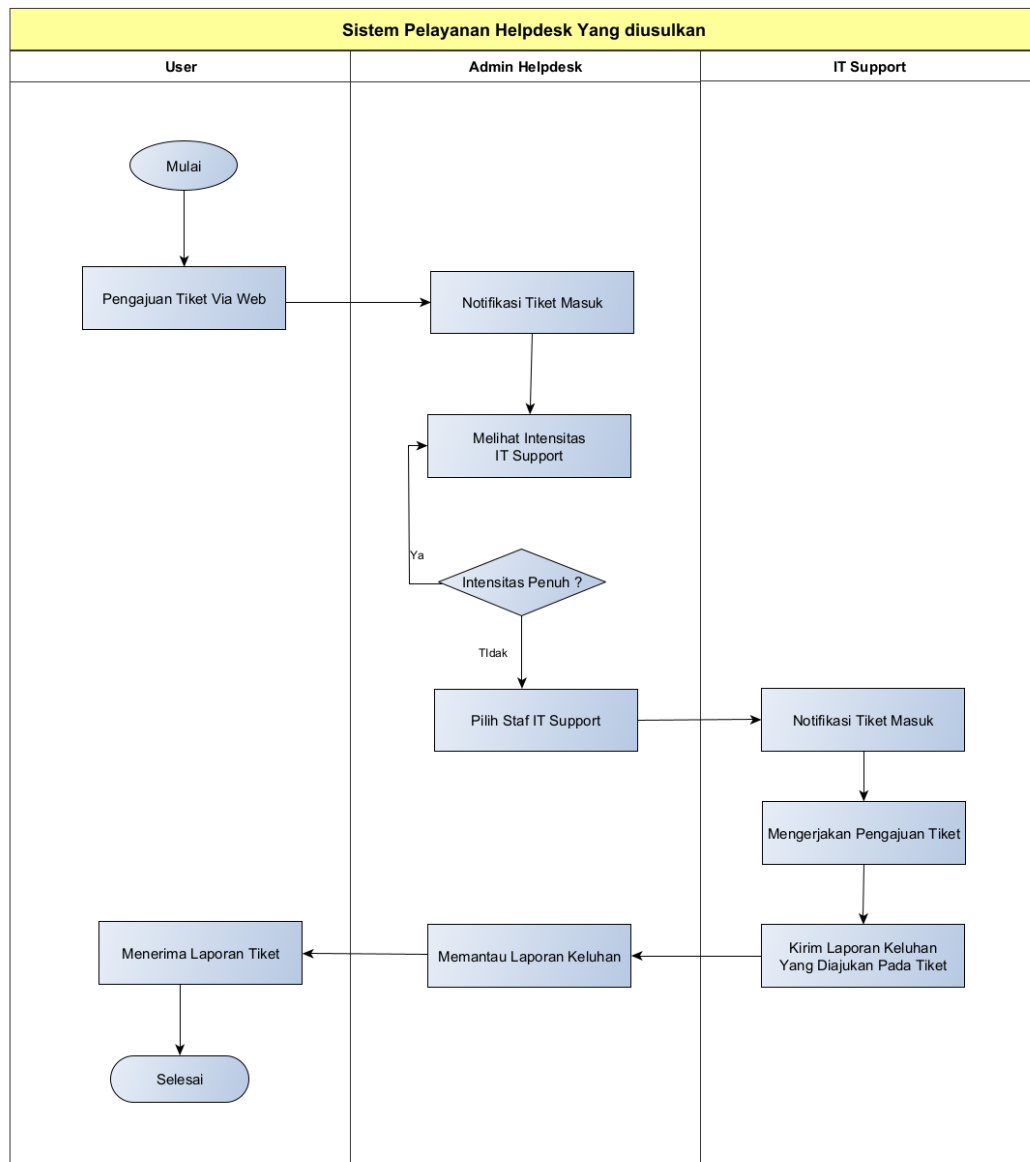 Sistem Pelayanan Helpdesk Yang diusulkan
User
Admin Helpdesk
IT Support
Mulai
Pengajuan Tiket Via Web
Notifikasi Tiket Masuk
Melihat Intensitas
IT Support
Ya
Intensitas Penuh ?
TIdak
Pilih Staf IT Support
Notifikasi Tiket Masuk
Mengerjakan Pengajuan Tiket
Kirim Laporan Keluhan
Yang Diajukan Pada Tiket
Memantau Laporan Keluhan
Menerima Laporan Tiket
Selesai